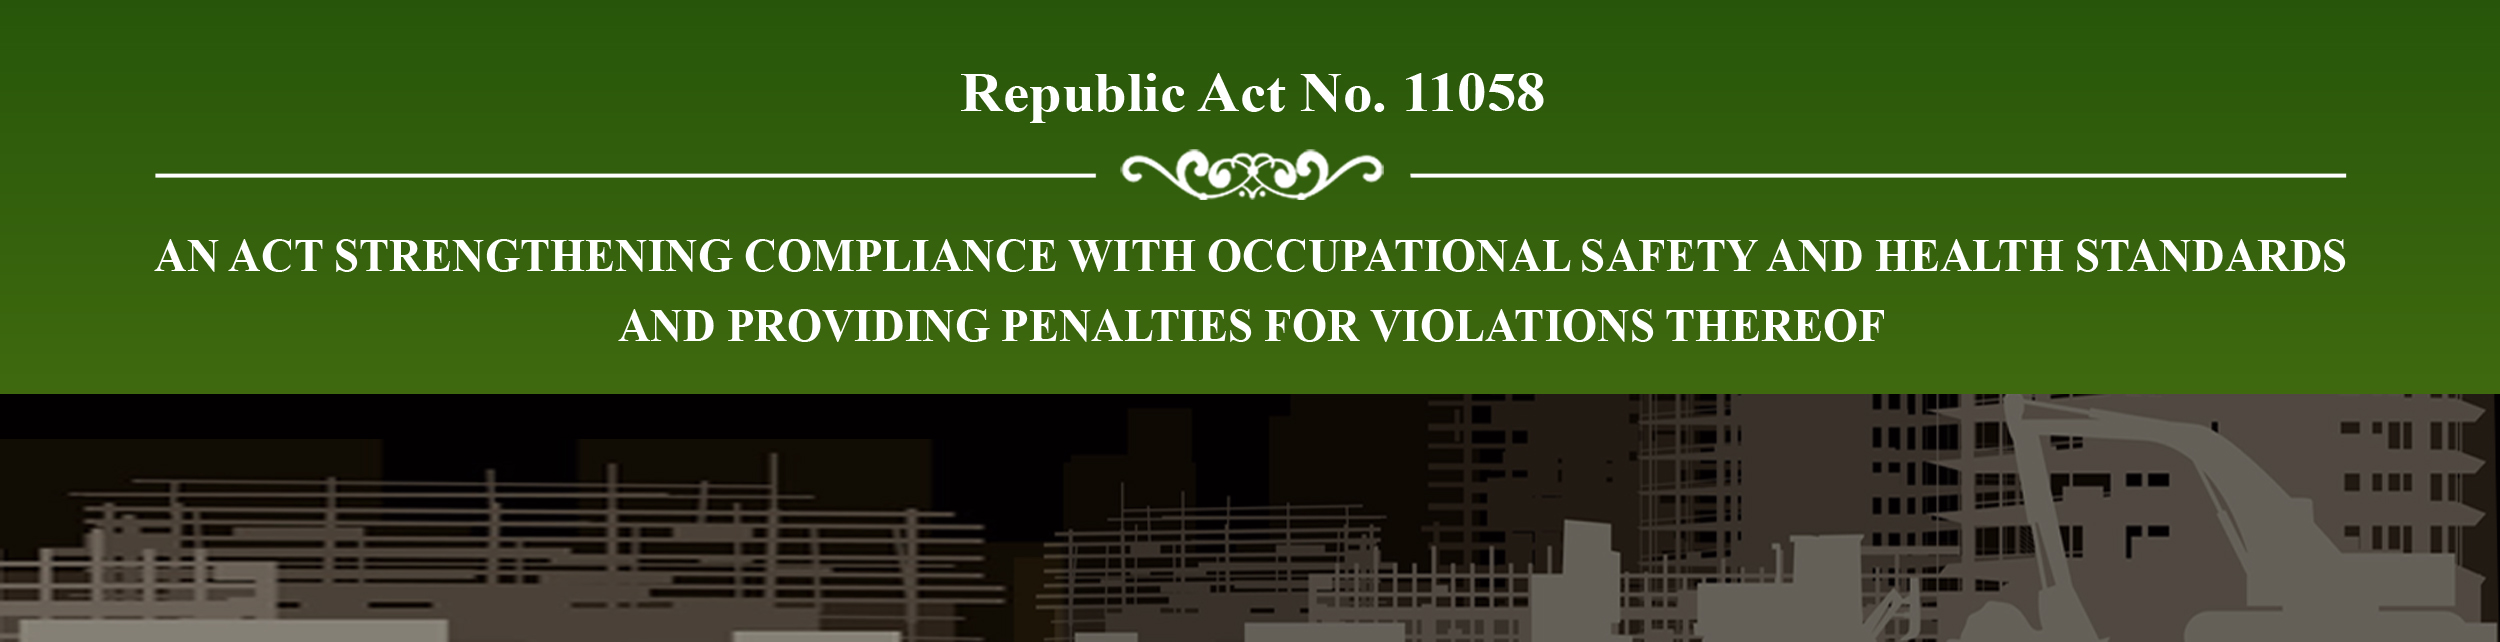 Republic Act No. 11058
AN ACT STRENGTHENING COMPLIANCE WITH OCCUPATIONAL SAFETY AND HEALTH STANDARDS
AND PROVIDING PENALTIES FOR VIOLATIONS THEREOF